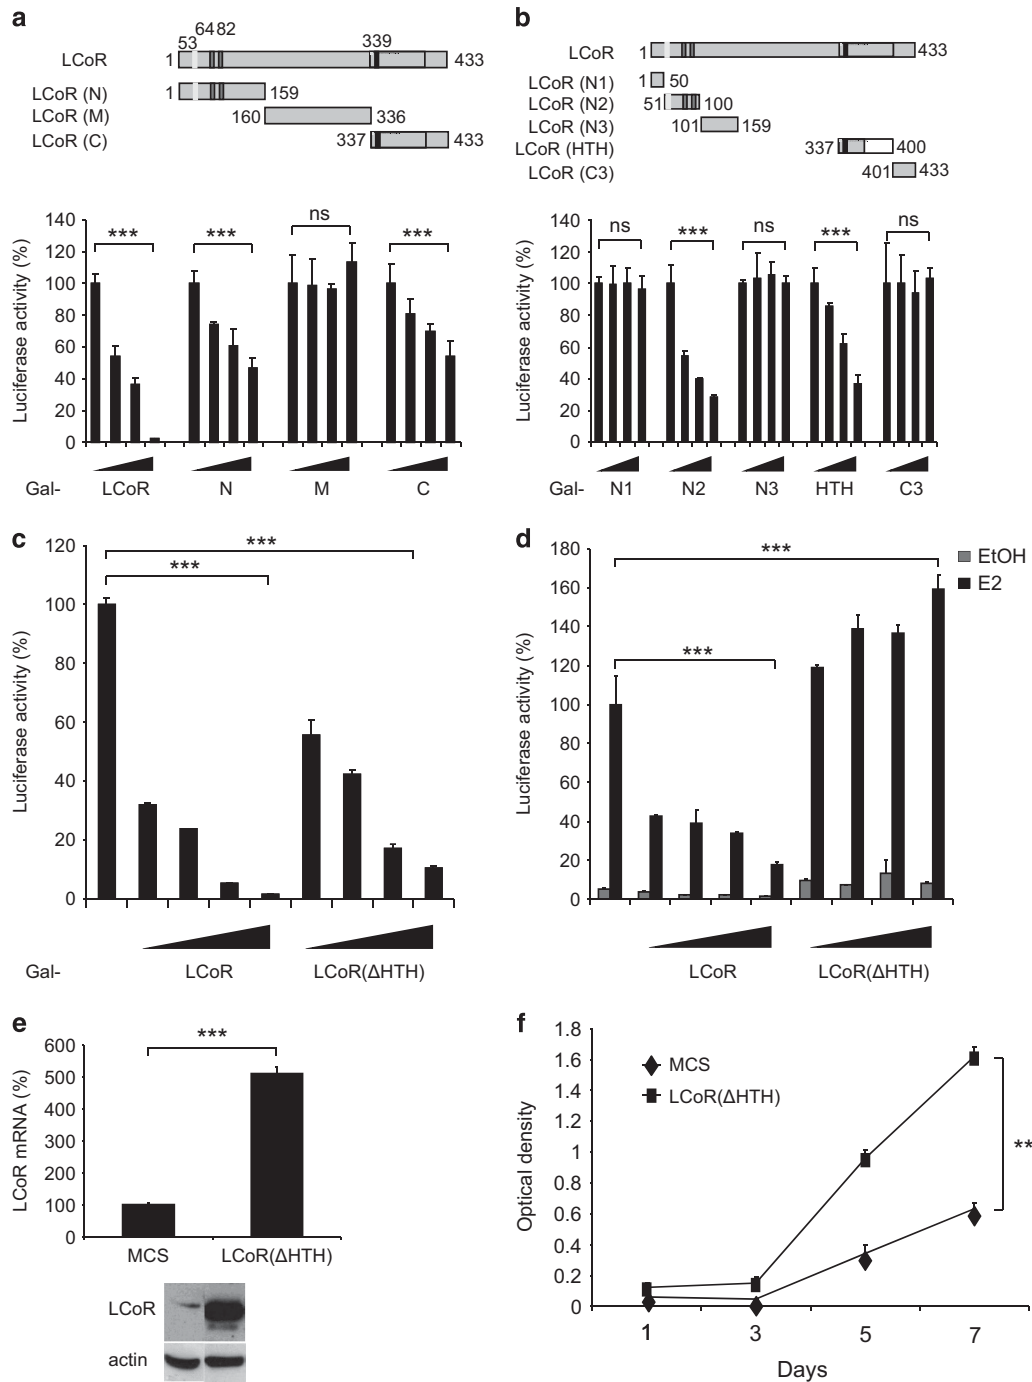 a
64 82
53
339
LCoR 1 433
LCoR (N) 1 159
LCoR (M) 160 336
LCoR (C) 337 433
Luciferase activity (%)
140
120
100
80
60
40
20
0
***
***
ns
***
Gal- LCoR N M C
b
LCoR 1 433
LCoR (N1) 1 50
LCoR (N2) 51 100
LCoR (N3) 101 159
LCoR (HTH) 337 400
LCoR (C3) 401 433
Luciferase activity (%)
140
120
100
80
60
40
20
0
ns
***
ns
***
ns
Gal- N1 N2 N3 HTH C3
c
Luciferase activity (%)
120
100
80
60
40
20
0
***
***
Gal- LCoR LCoR(ΔHTH)
d
Luciferase activity (%)
180
160
140
120
100
80
60
40
20
0
***
***
EtOH
E2
LCoR LCoR(ΔHTH)
e
LCoR mRNA (%)
600
500
400
300
200
100
0
***
MCS LCoR(ΔHTH)
LCoR
actin
f
Optical density
1.8
1.6
1.4
1.2
1
0.8
0.6
0.4
0.2
0
MCS
LCoR(ΔHTH)
**
1 3 5 7
Days